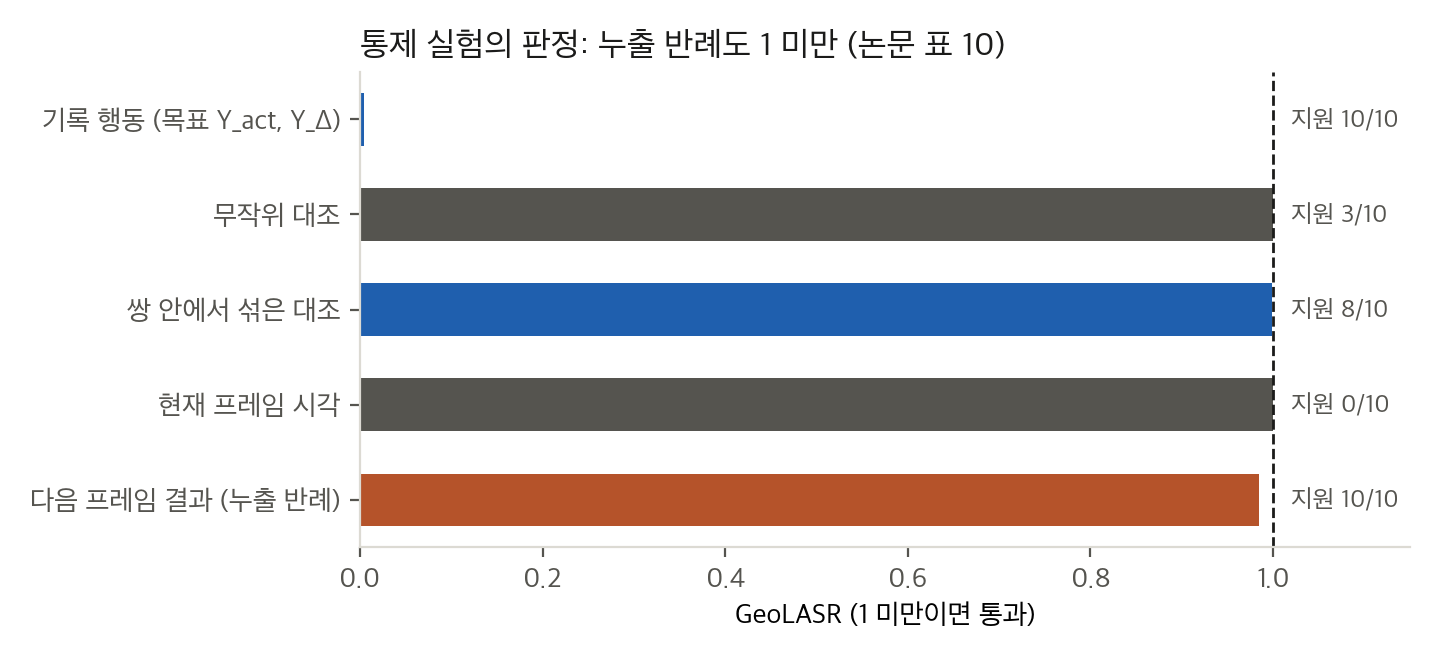 통제 실험의 판정: 누출 반례도 1 미만 (논문 표 10)
기록 행동 (목표 Y_act, Y_Δ)
지원 10/10
무작위 대조
지원 3/10
쌍 안에서 섞은 대조
지원 8/10
현재 프레임 시각
지원 0/10
다음 프레임 결과 (누출 반례)
지원 10/10
0.0 0.2 0.4 0.6 0.8 1.0
GeoLASR (1 미만이면 통과)